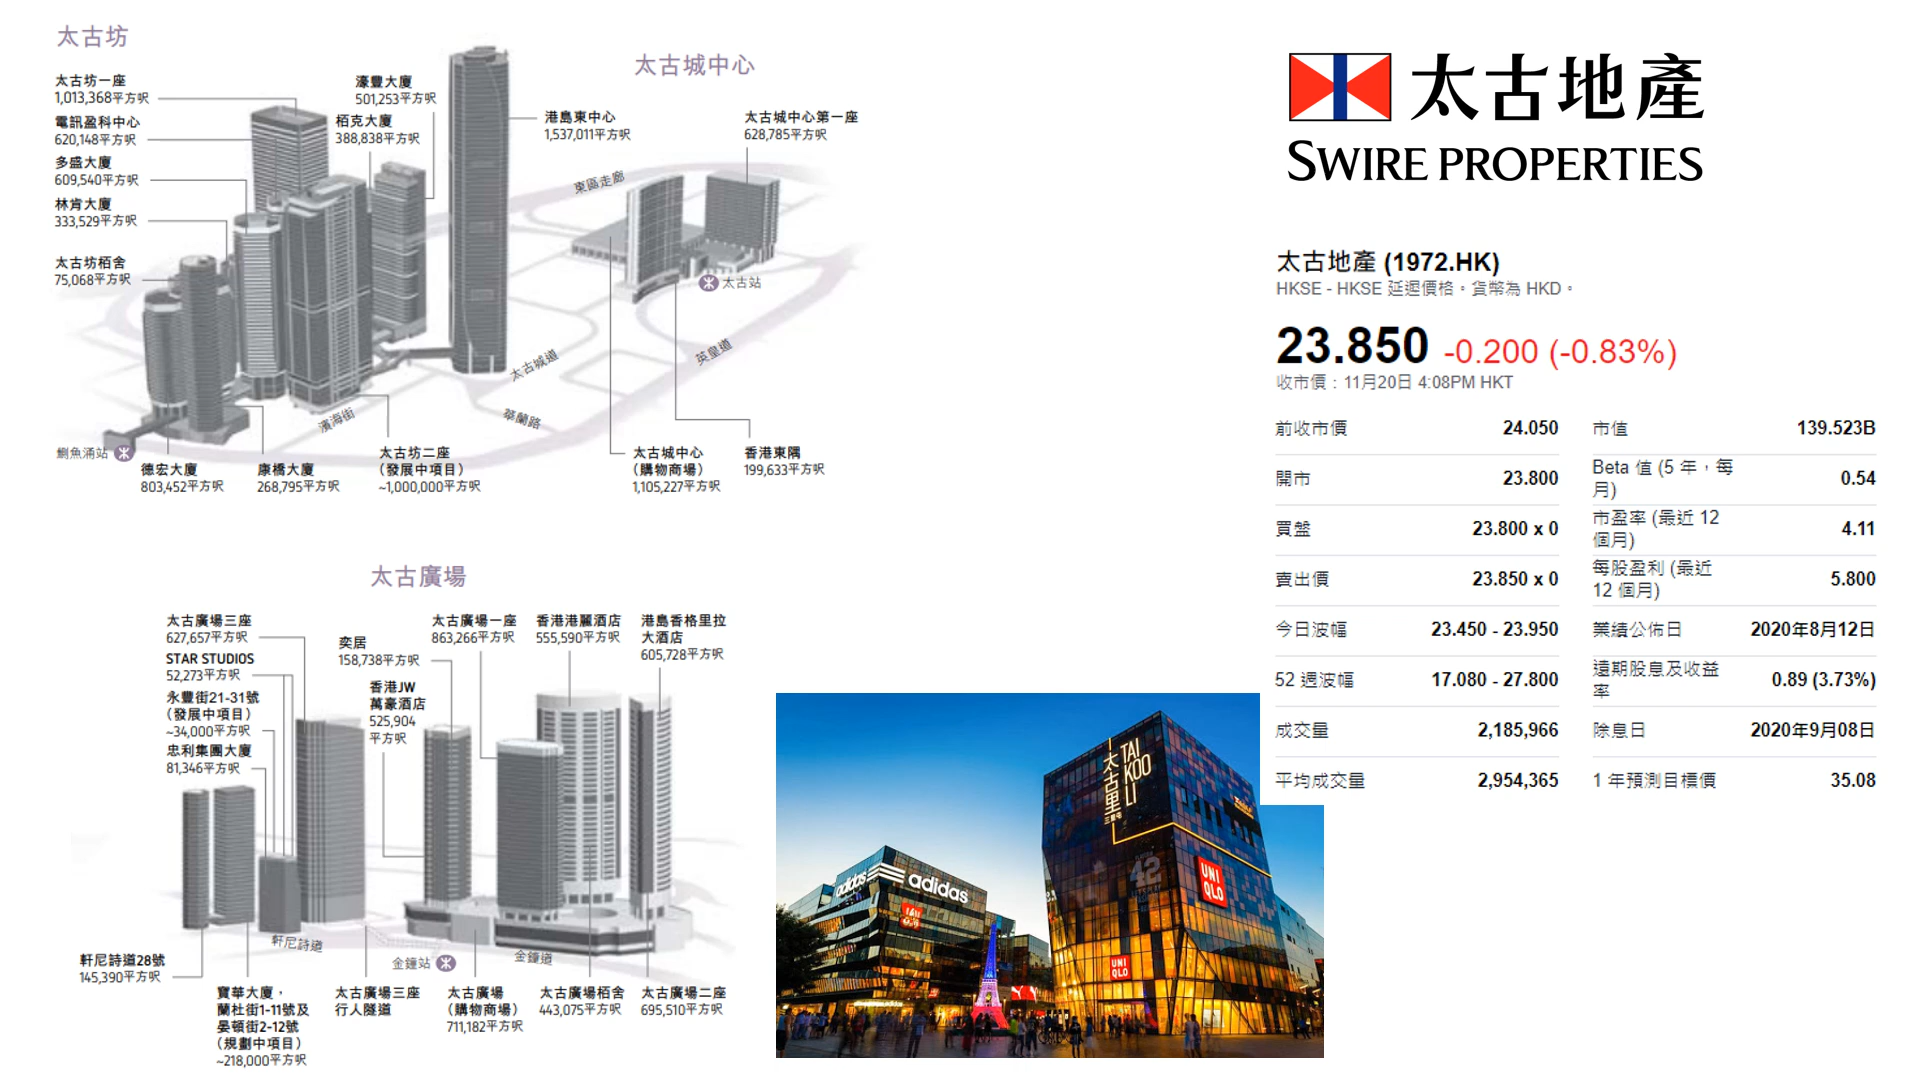 太古坊
太古坊一座
1,013,368平方呎
電訊盈科中心
620,148平方呎
多盛大廈
609,540平方呎
林肯大廈
333,529平方呎
太古坊栢舍
75,068平方呎
濠豐大廈
501,253平方呎
栢克大廈
388,838平方呎
港島東中心
1,537,011平方呎
太古城中心
太古城中心第一座
628,785平方呎
東區走廊
太古站
英皇道
太古城道
華蘭路
濱海街
鰂魚涌站
德宏大廈
803,452平方呎
康橋大廈
268,795平方呎
太古坊二座
(發展中項目)
~1,000,000平方呎
太古城中心
(購物商場)
1,105,227平方呎
香港東隅
199,633平方呎
太古廣場
太古廣場三座
627,657平方呎
STAR STUDIOS
52,273平方呎
永豐街21-31號
(發展中項目)
~34,000平方呎
忠利集團大廈
81,346平方呎
奕居
158,738平方呎
香港JW
萬豪酒店
525,904
平方呎
太古廣場一座
863,266平方呎
香港港麗酒店
555,590平方呎
港島香格里拉
大酒店
605,728平方呎
軒尼詩道
金鐘站
金鐘道
軒尼詩道28號
145,390平方呎
寶華大廈，
蘭杜街1-11號及
晏頓街2-12號
(規劃中項目)
~218,000平方呎
太古廣場三座
行人隧道
太古廣場
(購物商場)
711,182平方呎
太古廣場栢舍
443,075平方呎
太古廣場二座
695,510平方呎
adidas
adidas
UNI
QLO
太古里
三里屯
TAI
KOO
LI
42
UNI
QLO
太古地產
SWIRE PROPERTIES
太古地產 (1972.HK)
HKSE - HKSE 延遲價格。貨幣為 HKD。
23.850 -0.200 (-0.83%)
收市價：11月20日 4:08PM HKT
前收市價 24.050
開市 23.800
買盤 23.800 x 0
賣出價 23.850 x 0
今日波幅 23.450 - 23.950
52 週波幅 17.080 - 27.800
成交量 2,185,966
平均成交量 2,954,365
市值 139.523B
Beta 值 (5 年，每
月) 0.54
市盈率 (最近 12
個月) 4.11
每股盈利 (最近
12 個月) 5.800
業績公佈日 2020年8月12日
遠期股息及收益
率 0.89 (3.73%)
除息日 2020年9月08日
1 年預測目標價 35.08